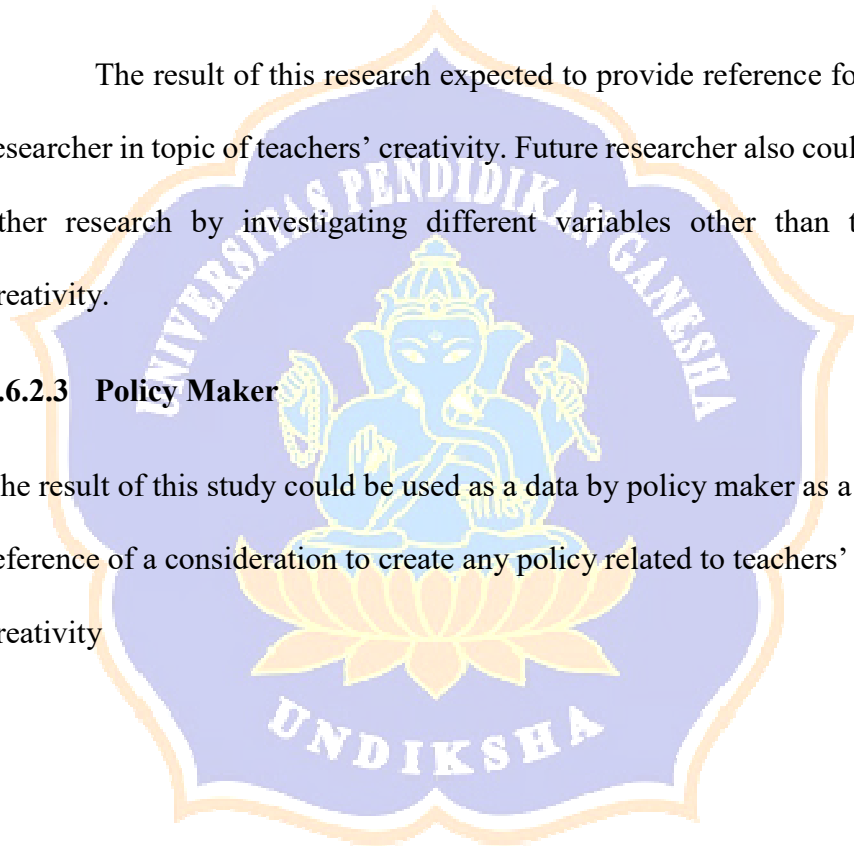 The result of this research expected to provide reference fo
esearcher in topic of teachers’ creativity. Future researcher also coul
ther research by investigating different variables other than t
reativity.
.6.2.3 Policy Maker
he result of this study could be used as a data by policy maker as a
eference of a consideration to create any policy related to teachers’
reativity
UNIVERSITAS PENDIDIKAN GANESHA
UNDIKSHA